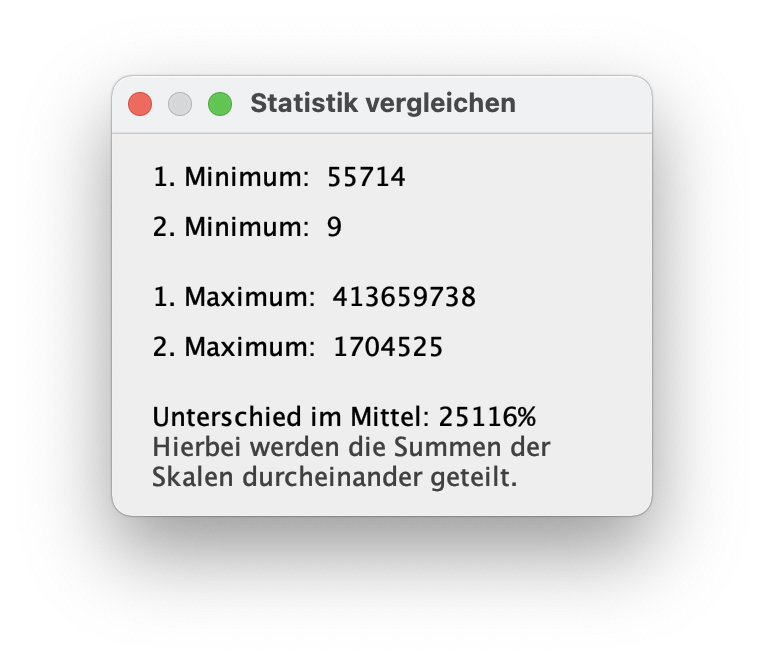 Statistik vergleichen
1. Minimum: 55714
2. Minimum: 9
1. Maximum: 413659738
2. Maximum: 1704525
Unterschied im Mittel: 25116%
Hierbei werden die Summen der
Skalen durcheinander geteilt.